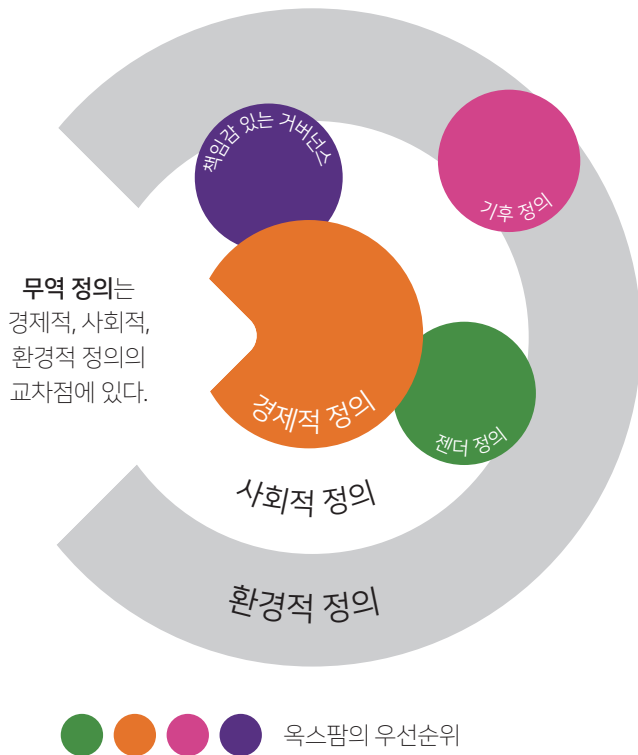 책임감 있는 거버넌스
기후 정의
무역 정의는
경제적, 사회적,
환경적 정의의
교차점에 있다.
경제적 정의
젠더 정의
사회적 정의
환경적 정의
옥스팜의 우선순위